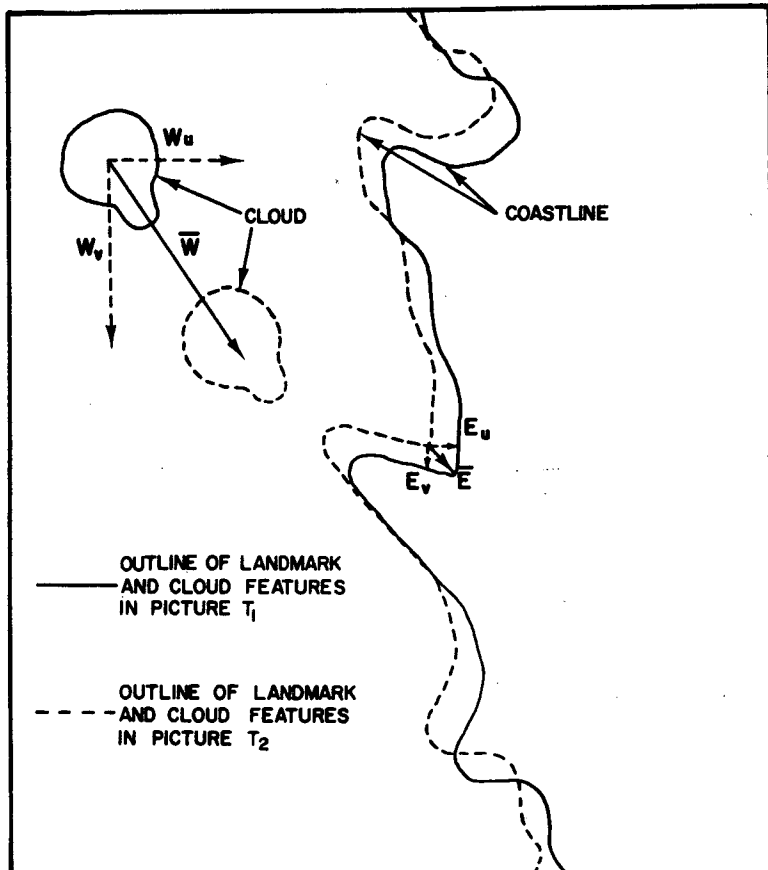 Wu
CLOUD
Wv
W̅
COASTLINE
Eu
Ev
E̅
OUTLINE OF LANDMARK
AND CLOUD FEATURES
IN PICTURE T1
OUTLINE OF LANDMARK
AND CLOUD FEATURES
IN PICTURE T2